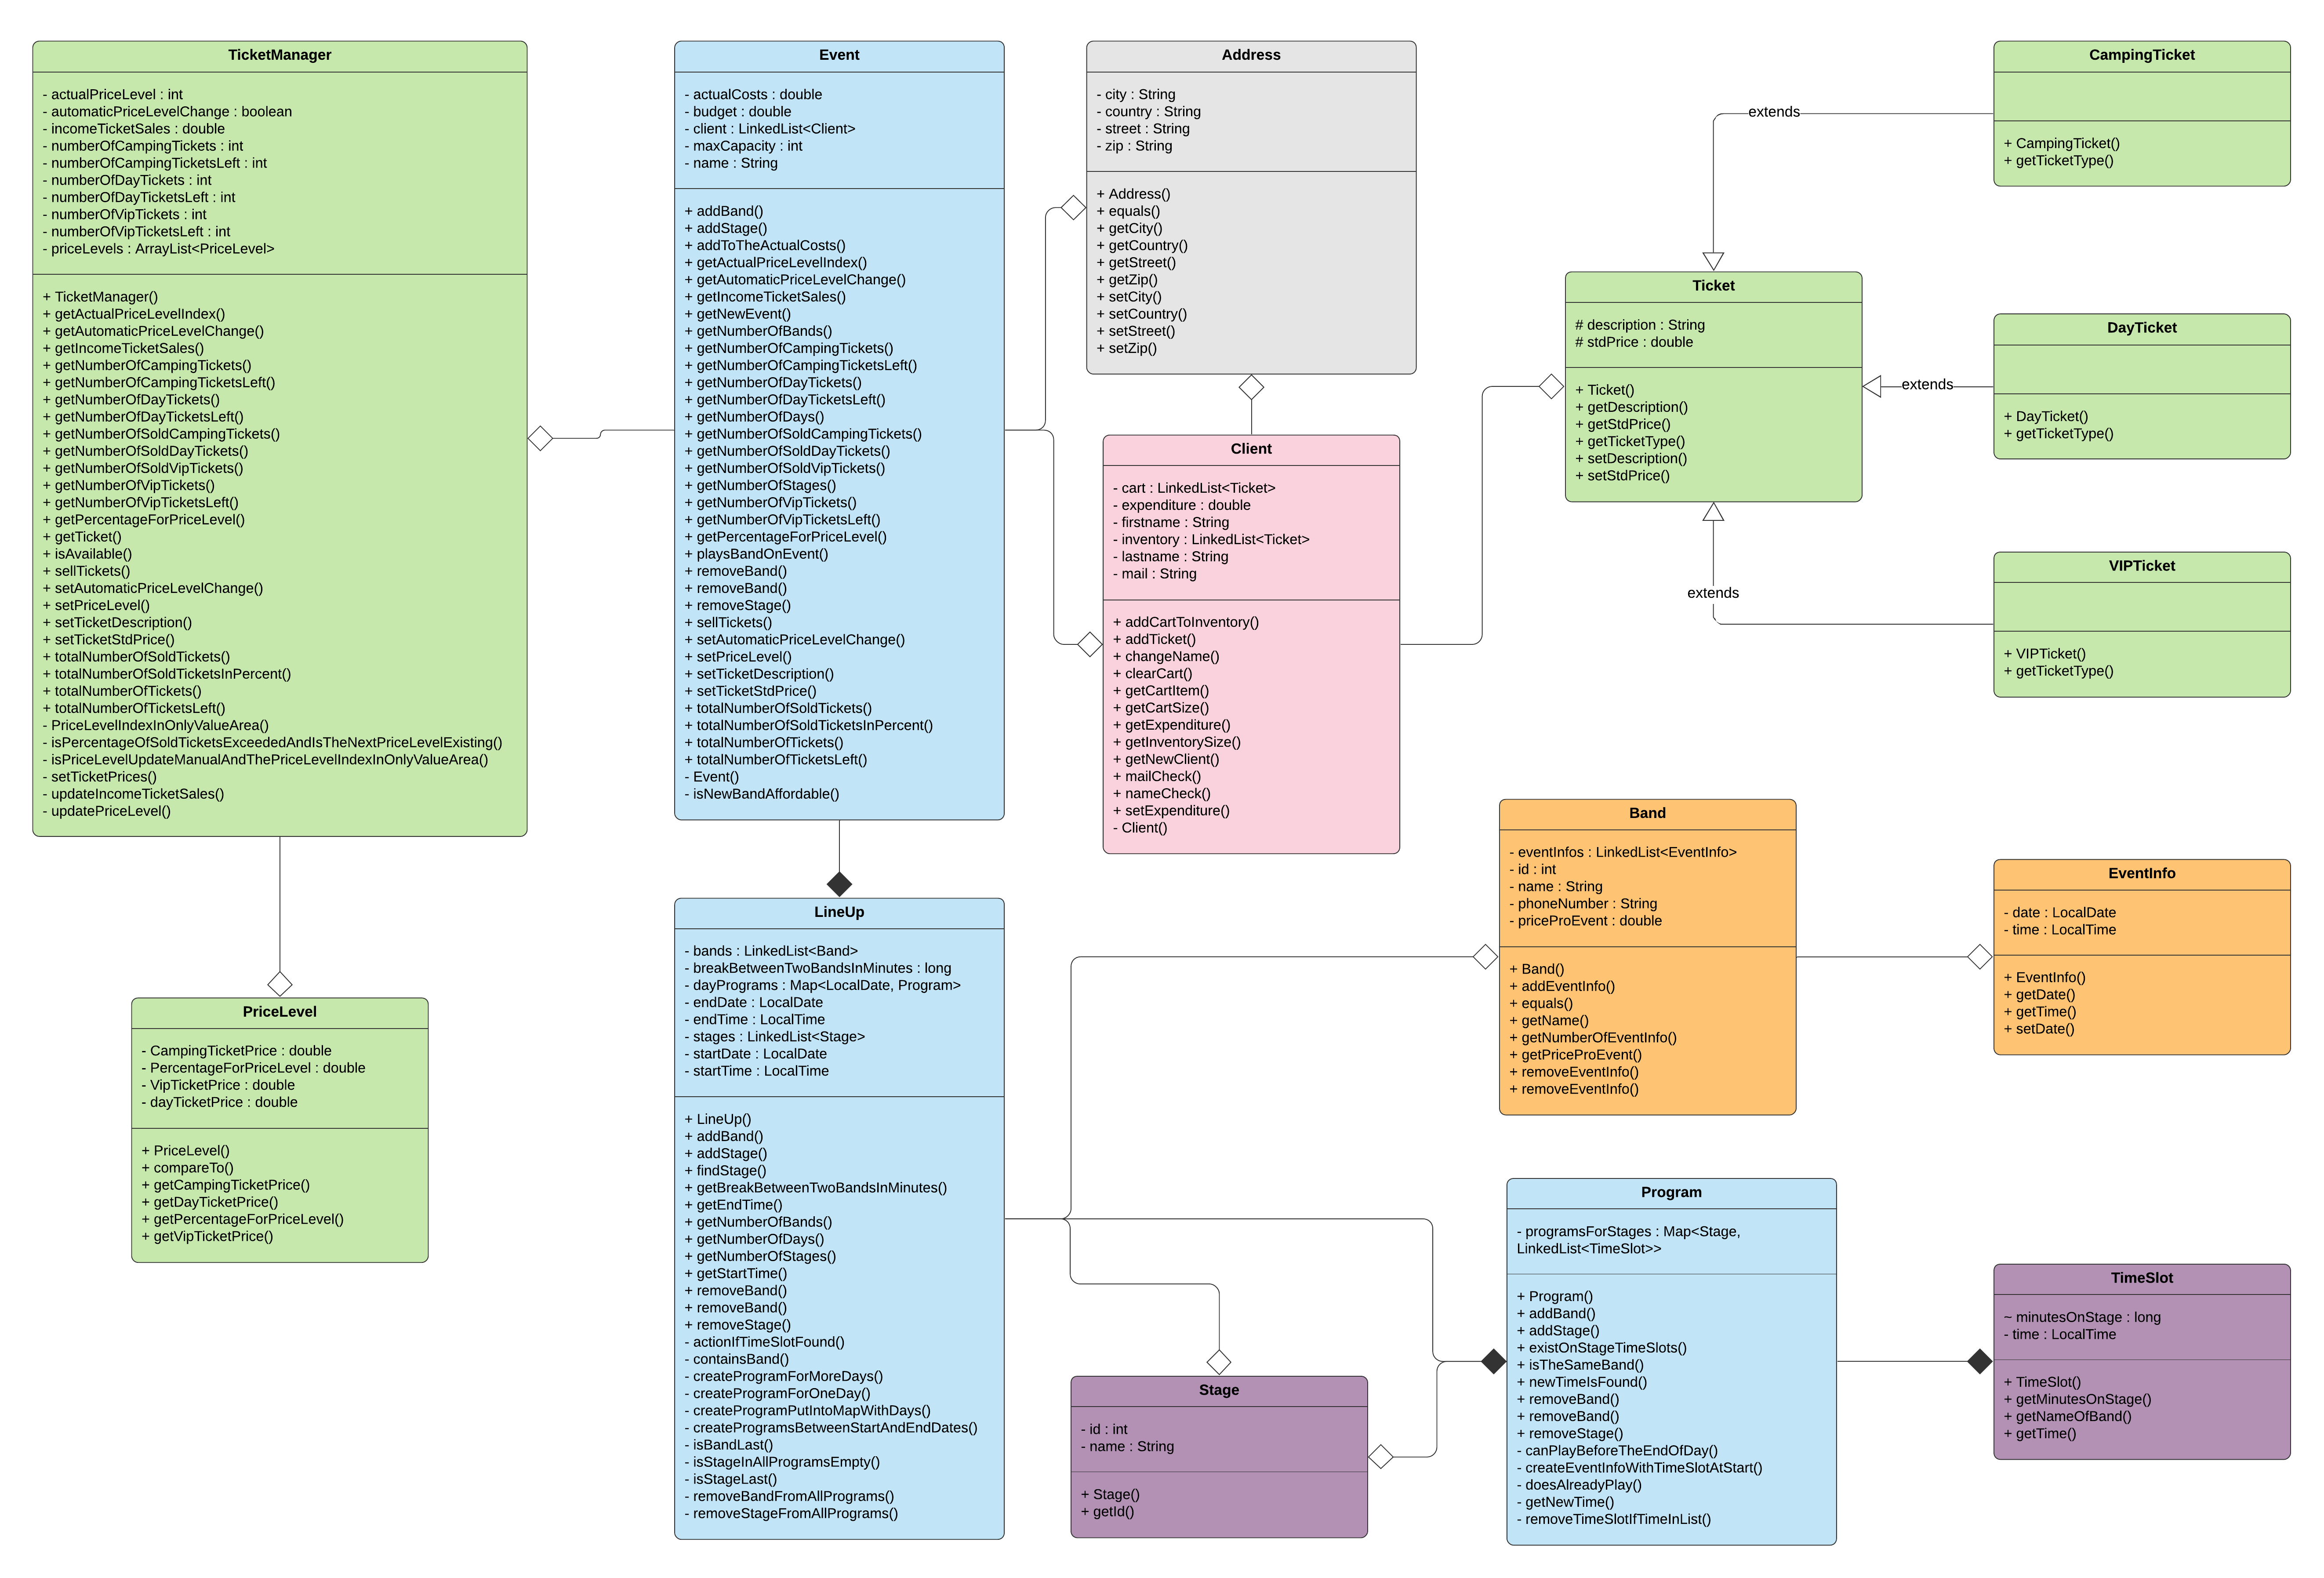 TicketManager
- actualPriceLevel : int
- automaticPriceLevelChange : boolean
- incomeTicketSales : double
- numberOfCampingTickets : int
- numberOfCampingTicketsLeft : int
- numberOfDayTickets : int
- numberOfDayTicketsLeft : int
- numberOfVipTickets : int
- numberOfVipTicketsLeft : int
- priceLevels : ArrayList<PriceLevel>
+ TicketManager()
+ getActualPriceLevelIndex()
+ getAutomaticPriceLevelChange()
+ getIncomeTicketSales()
+ getNumberOfCampingTickets()
+ getNumberOfCampingTicketsLeft()
+ getNumberOfDayTickets()
+ getNumberOfDayTicketsLeft()
+ getNumberOfSoldCampingTickets()
+ getNumberOfSoldDayTickets()
+ getNumberOfSoldVipTickets()
+ getNumberOfVipTickets()
+ getNumberOfVipTicketsLeft()
+ getPercentageForPriceLevel()
+ getTicket()
+ isAvailable()
+ sellTickets()
+ setAutomaticPriceLevelChange()
+ setPriceLevel()
+ setTicketDescription()
+ setTicketStdPrice()
+ totalNumberOfSoldTickets()
+ totalNumberOfSoldTicketsInPercent()
+ totalNumberOfTickets()
+ totalNumberOfTicketsLeft()
- PriceLevelIndexInOnlyValueArea()
- isPercentageOfSoldTicketsExceededAndIsTheNextPriceLevelExisting()
- isPriceLevelUpdateManualAndThePriceLevelIndexInOnlyValueArea()
- setTicketPrices()
- updateIncomeTicketSales()
- updatePriceLevel()
PriceLevel
- CampingTicketPrice : double
- PercentageForPriceLevel : double
- VipTicketPrice : double
- dayTicketPrice : double
+ PriceLevel()
+ compareTo()
+ getCampingTicketPrice()
+ getDayTicketPrice()
+ getPercentageForPriceLevel()
+ getVipTicketPrice()
Event
- actualCosts : double
- budget : double
- client : LinkedList<Client>
- maxCapacity : int
- name : String
+ addBand()
+ addStage()
+ addToTheActualCosts()
+ getActualPriceLevelIndex()
+ getAutomaticPriceLevelChange()
+ getIncomeTicketSales()
+ getNewEvent()
+ getNumberOfBands()
+ getNumberOfCampingTickets()
+ getNumberOfCampingTicketsLeft()
+ getNumberOfDayTickets()
+ getNumberOfDayTicketsLeft()
+ getNumberOfDays()
+ getNumberOfSoldCampingTickets()
+ getNumberOfSoldDayTickets()
+ getNumberOfSoldVipTickets()
+ getNumberOfStages()
+ getNumberOfVipTickets()
+ getNumberOfVipTicketsLeft()
+ getPercentageForPriceLevel()
+ playsBandOnEvent()
+ removeBand()
+ removeBand()
+ removeStage()
+ sellTickets()
+ setAutomaticPriceLevelChange()
+ setPriceLevel()
+ setTicketDescription()
+ setTicketStdPrice()
+ totalNumberOfSoldTickets()
+ totalNumberOfSoldTicketsInPercent()
+ totalNumberOfTickets()
+ totalNumberOfTicketsLeft()
- Event()
- isNewBandAffordable()
LineUp
- bands : LinkedList<Band>
- breakBetweenTwoBandsInMinutes : long
- dayPrograms : Map<LocalDate, Program>
- endDate : LocalDate
- endTime : LocalTime
- stages : LinkedList<Stage>
- startDate : LocalDate
- startTime : LocalTime
+ LineUp()
+ addBand()
+ addStage()
+ findStage()
+ getBreakBetweenTwoBandsInMinutes()
+ getEndTime()
+ getNumberOfBands()
+ getNumberOfDays()
+ getNumberOfStages()
+ getStartTime()
+ removeBand()
+ removeBand()
+ removeStage()
- actionIfTimeSlotFound()
- containsBand()
- createProgramForMoreDays()
- createProgramForOneDay()
- createProgramPutIntoMapWithDays()
- createProgramsBetweenStartAndEndDates()
- isBandLast()
- isStageInAllProgramsEmpty()
- isStageLast()
- removeBandFromAllPrograms()
- removeStageFromAllPrograms()
Address
- city : String
- country : String
- street : String
- zip : String
+ Address()
+ equals()
+ getCity()
+ getCountry()
+ getStreet()
+ getZip()
+ setCity()
+ setCountry()
+ setStreet()
+ setZip()
Client
- cart : LinkedList<Ticket>
- expenditure : double
- firstname : String
- inventory : LinkedList<Ticket>
- lastname : String
- mail : String
+ addCartToInventory()
+ addTicket()
+ changeName()
+ clearCart()
+ getCartItem()
+ getCartSize()
+ getExpenditure()
+ getInventorySize()
+ getNewClient()
+ mailCheck()
+ nameCheck()
+ setExpenditure()
- Client()
Stage
- id : int
- name : String
+ Stage()
+ getId()
extends
Ticket
# description : String
# stdPrice : double
+ Ticket()
+ getDescription()
+ getStdPrice()
+ getTicketType()
+ setDescription()
+ setStdPrice()
extends
extends
CampingTicket
+ CampingTicket()
+ getTicketType()
DayTicket
+ DayTicket()
+ getTicketType()
VIPTicket
+ VIPTicket()
+ getTicketType()
Band
- eventInfos : LinkedList<EventInfo>
- id : int
- name : String
- phoneNumber : String
- priceProEvent : double
+ Band()
+ addEventInfo()
+ equals()
+ getName()
+ getNumberOfEventInfo()
+ getPriceProEvent()
+ removeEventInfo()
+ removeEventInfo()
EventInfo
- date : LocalDate
- time : LocalTime
+ EventInfo()
+ getDate()
+ getTime()
+ setDate()
Program
- programsForStages : Map<Stage,
LinkedList<TimeSlot>>
+ Program()
+ addBand()
+ addStage()
+ existOnStageTimeSlots()
+ isTheSameBand()
+ newTimeIsFound()
+ removeBand()
+ removeBand()
+ removeStage()
- canPlayBeforeTheEndOfDay()
- createEventInfoWithTimeSlotAtStart()
- doesAlreadyPlay()
- getNewTime()
- removeTimeSlotIfTimeInList()
TimeSlot
~ minutesOnStage : long
- time : LocalTime
+ TimeSlot()
+ getMinutesOnStage()
+ getNameOfBand()
+ getTime()